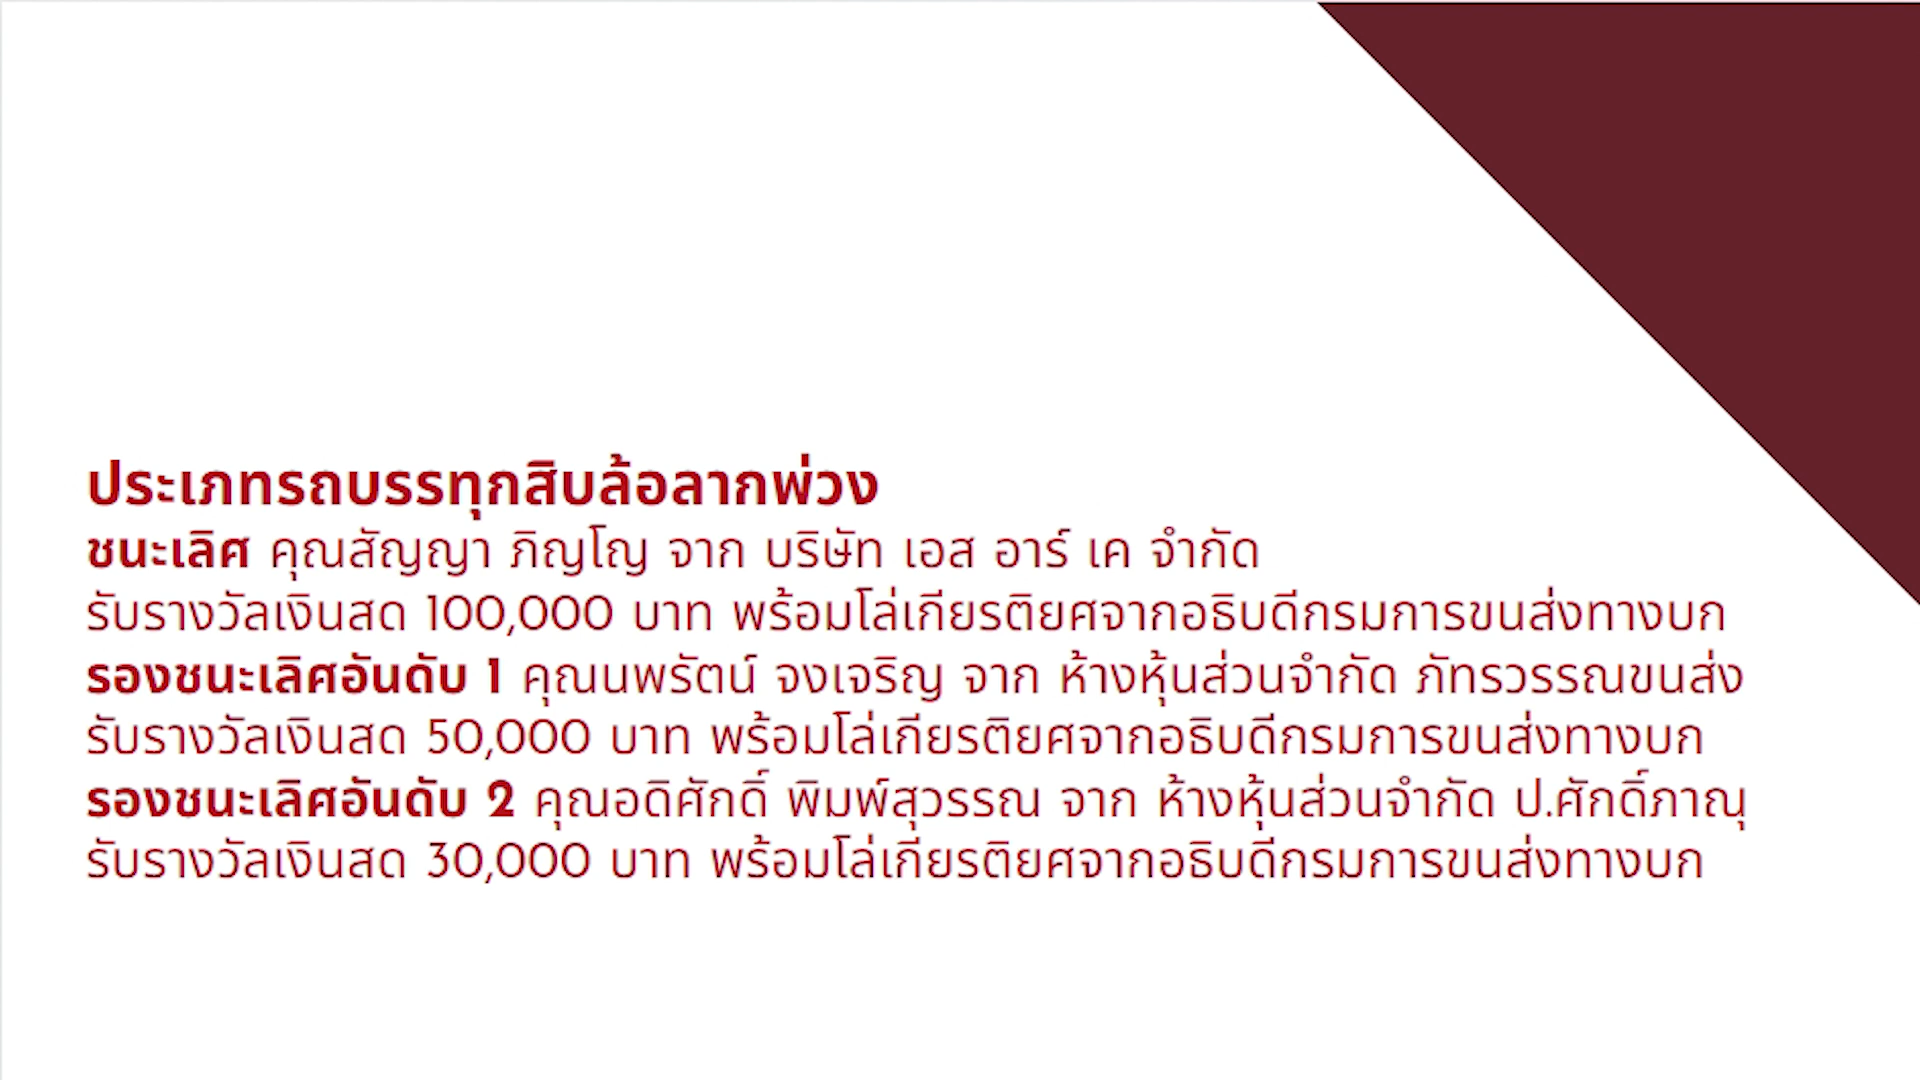 ประเภทรถบรรทุกสิบล้อลากพ่วง
ชนะเลิศ คุณสัญญา ภิญโญ จาก บริษัท เอส อาร์ เค จำกัด
รับรางวัลเงินสด 100,000 บาท พร้อมโล่เกียรติยศจากอธิบดีกรมการขนส่งทางบก
รองชนะเลิศอันดับ 1 คุณนพรัตน์ จงเจริญ จาก ห้างหุ้นส่วนจำกัด ภัทรวรรณขนส่ง
รับรางวัลเงินสด 50,000 บาท พร้อมโล่เกียรติยศจากอธิบดีกรมการขนส่งทางบก
รองชนะเลิศอันดับ 2 คุณอดิศักดิ์ พิมพ์สุวรรณ จาก ห้างหุ้นส่วนจำกัด ป.ศักดิ์ภาณุ
รับรางวัลเงินสด 30,000 บาท พร้อมโล่เกียรติยศจากอธิบดีกรมการขนส่งทางบก